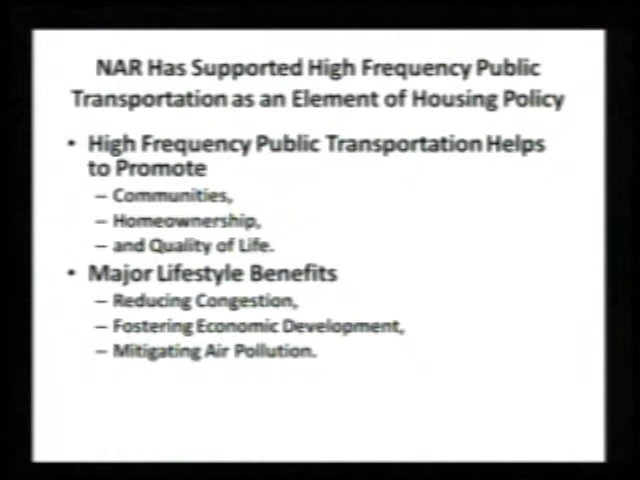 NAR Has Supported High Frequency Public
Transportation as an Element of Housing Policy
• High Frequency Public Transportation Helps
to Promote
– Communities,
– Homeownership,
– and Quality of Life.
• Major Lifestyle Benefits
– Reducing Congestion,
– Fostering Economic Development,
– Mitigating Air Pollution.